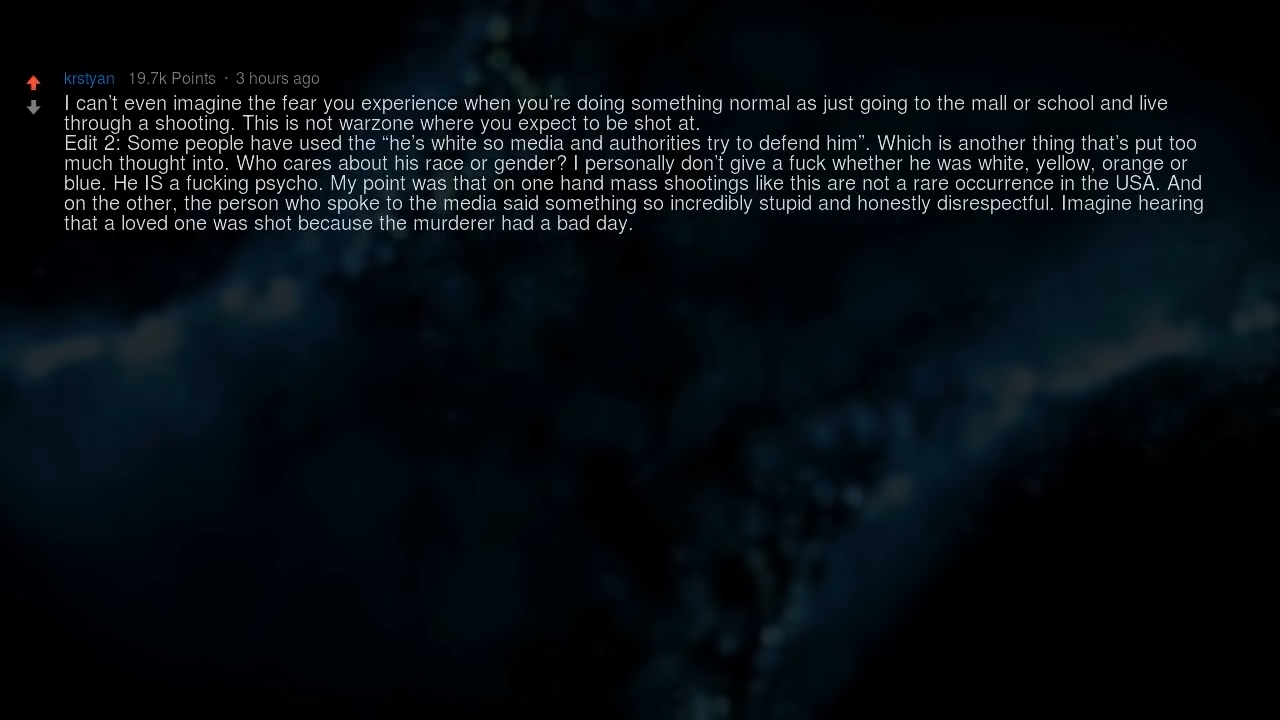 krstyan 19.7k Points · 3 hours ago
I can't even imagine the fear you experience when you're doing something normal as just going to the mall or school and live
through a shooting. This is not warzone where you expect to be shot at.
Edit 2: Some people have used the “he's white so media and authorities try to defend him”. Which is another thing that's put too
much thought into. Who cares about his race or gender? I personally don't give a fuck whether he was white, yellow, orange or
blue. He IS a fucking psycho. My point was that on one hand mass shootings like this are not a rare occurrence in the USA. And
on the other, the person who spoke to the media said something so incredibly stupid and honestly disrespectful. Imagine hearing
that a loved one was shot because the murderer had a bad day.